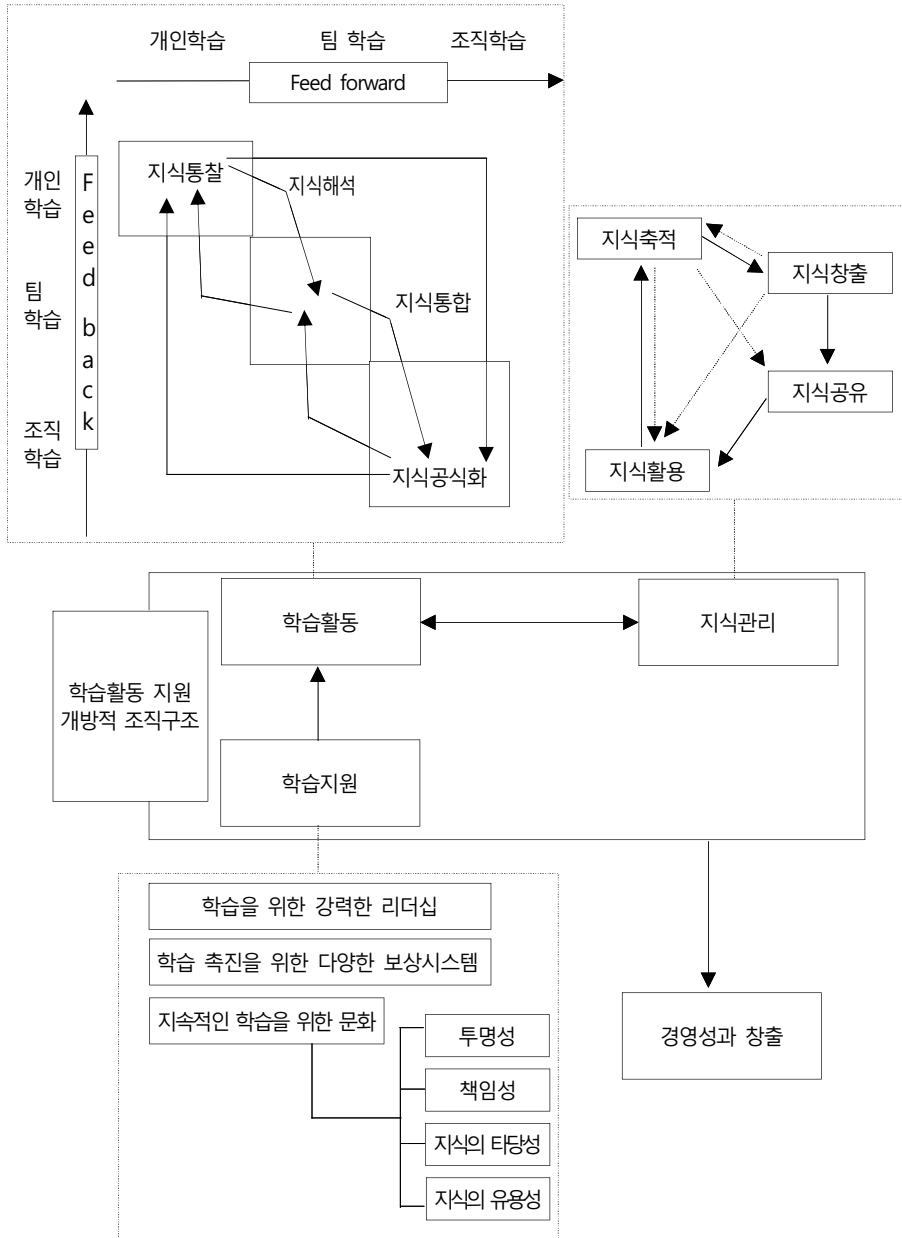 개인학습 팀 학습 조직학습
Feed forward
개인
학습
팀
학습
조직
학습
Feed back
지식통찰
지식해석
지식통합
지식공식화
지식축적
지식창출
지식공유
지식활용
학습활동
지식관리
학습활동 지원
개방적 조직구조
학습지원
학습을 위한 강력한 리더십
학습 촉진을 위한 다양한 보상시스템
지속적인 학습을 위한 문화
투명성
책임성
지식의 타당성
지식의 유용성
경영성과 창출